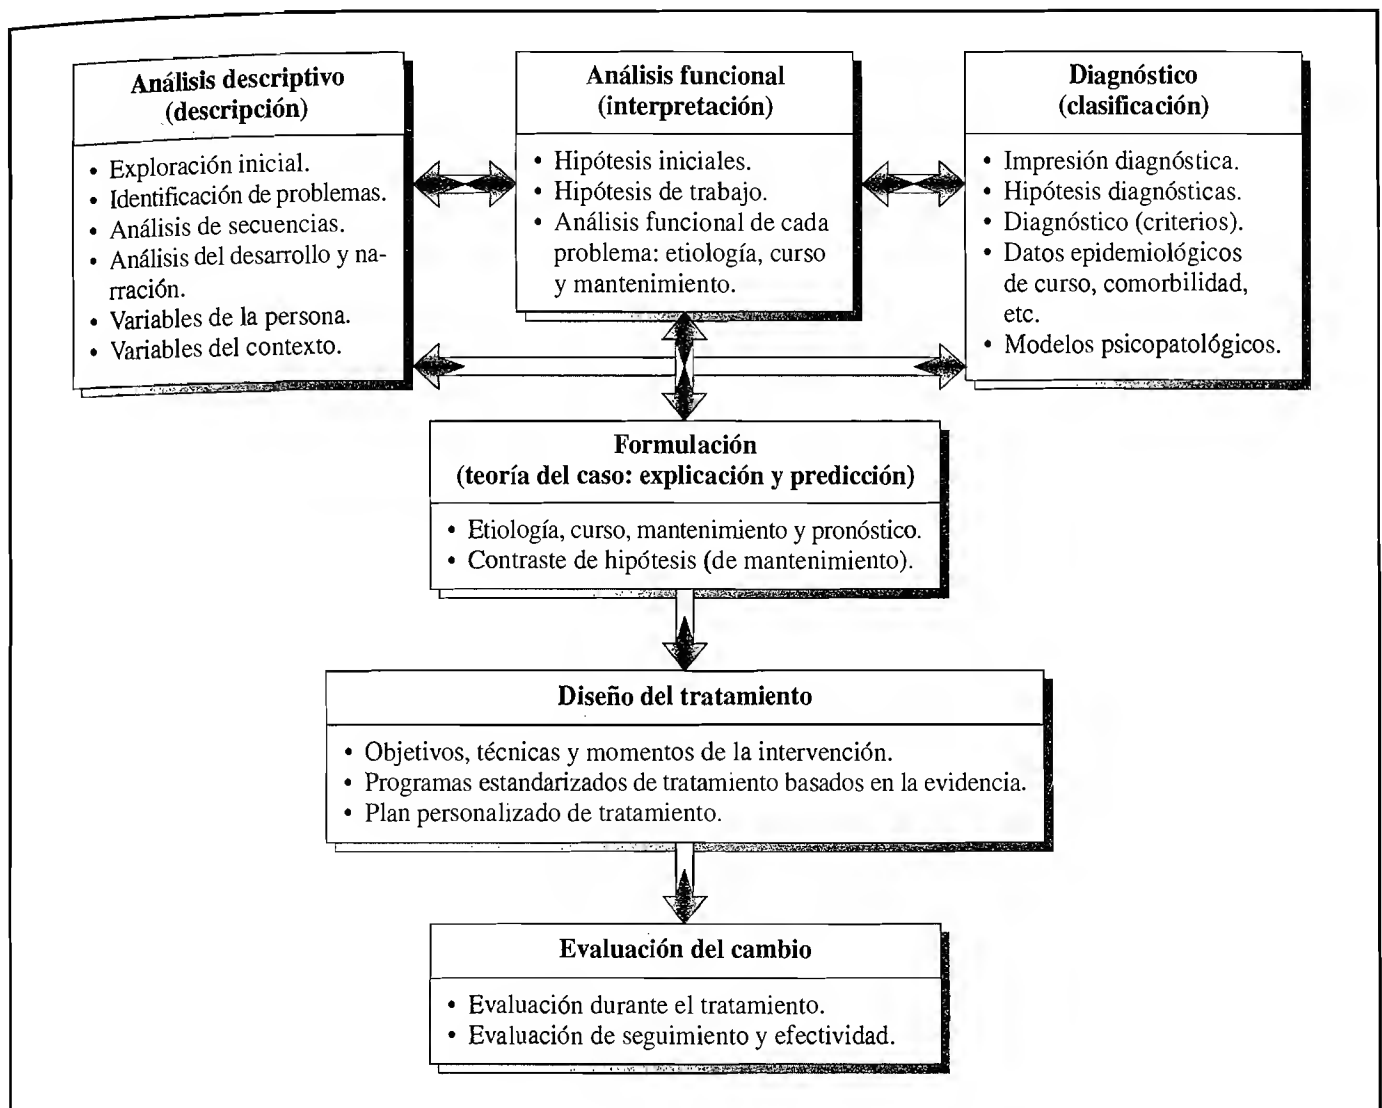 Análisis descriptivo
(descripción)
• Exploración inicial.
• Identificación de problemas.
• Análisis de secuencias.
• Análisis del desarrollo y na-
rración.
• Variables de la persona.
• Variables del contexto.
Análisis funcional
(interpretación)
• Hipótesis iniciales.
• Hipótesis de trabajo.
• Análisis funcional de cada
problema: etiología, curso
y mantenimiento.
Diagnóstico
(clasificación)
• Impresión diagnóstica.
• Hipótesis diagnósticas.
• Diagnóstico (criterios).
• Datos epidemiológicos
de curso, comorbilidad,
etc.
• Modelos psicopatológicos.
Formulación
(teoría del caso: explicación y predicción)
• Etiología, curso, mantenimiento y pronóstico.
• Contraste de hipótesis (de mantenimiento).
Diseño del tratamiento
• Objetivos, técnicas y momentos de la intervención.
• Programas estandarizados de tratamiento basados en la evidencia.
• Plan personalizado de tratamiento.
Evaluación del cambio
• Evaluación durante el tratamiento.
• Evaluación de seguimiento y efectividad.